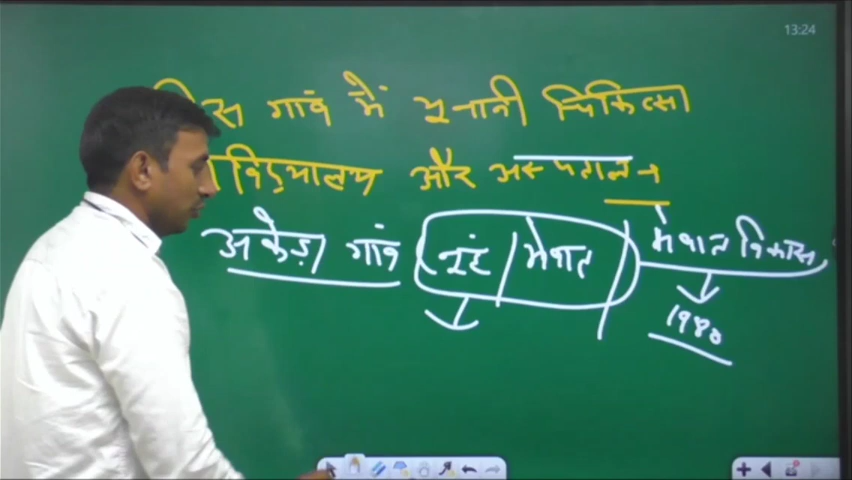 13:24
किस गांव में यूनानी चिकित्सा
विद्यालय और अस्पताल →
अकेड़ा गांव (नूंह / मेवात) मेवात विकास
1980